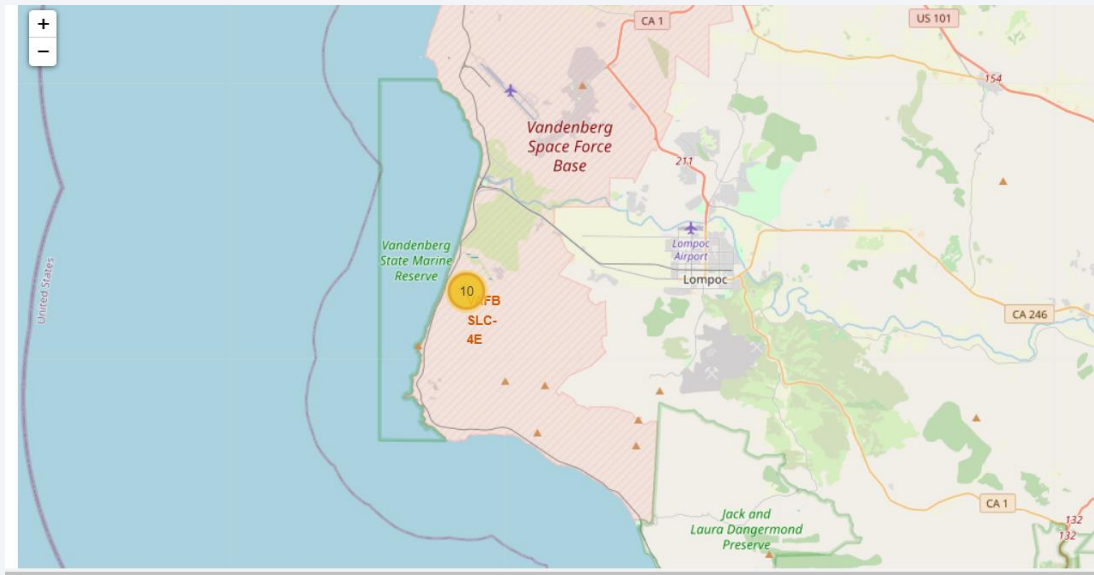 +
−
CA 1
US 101
154
Vandenberg
Space Force
Base
211
Vandenberg
State Marine
Reserve
Lompoc
Airport
Lompoc
United States
10
SLC-
4E
CA 246
CA 1
Jack and
Laura Dangermond
Preserve
132
132